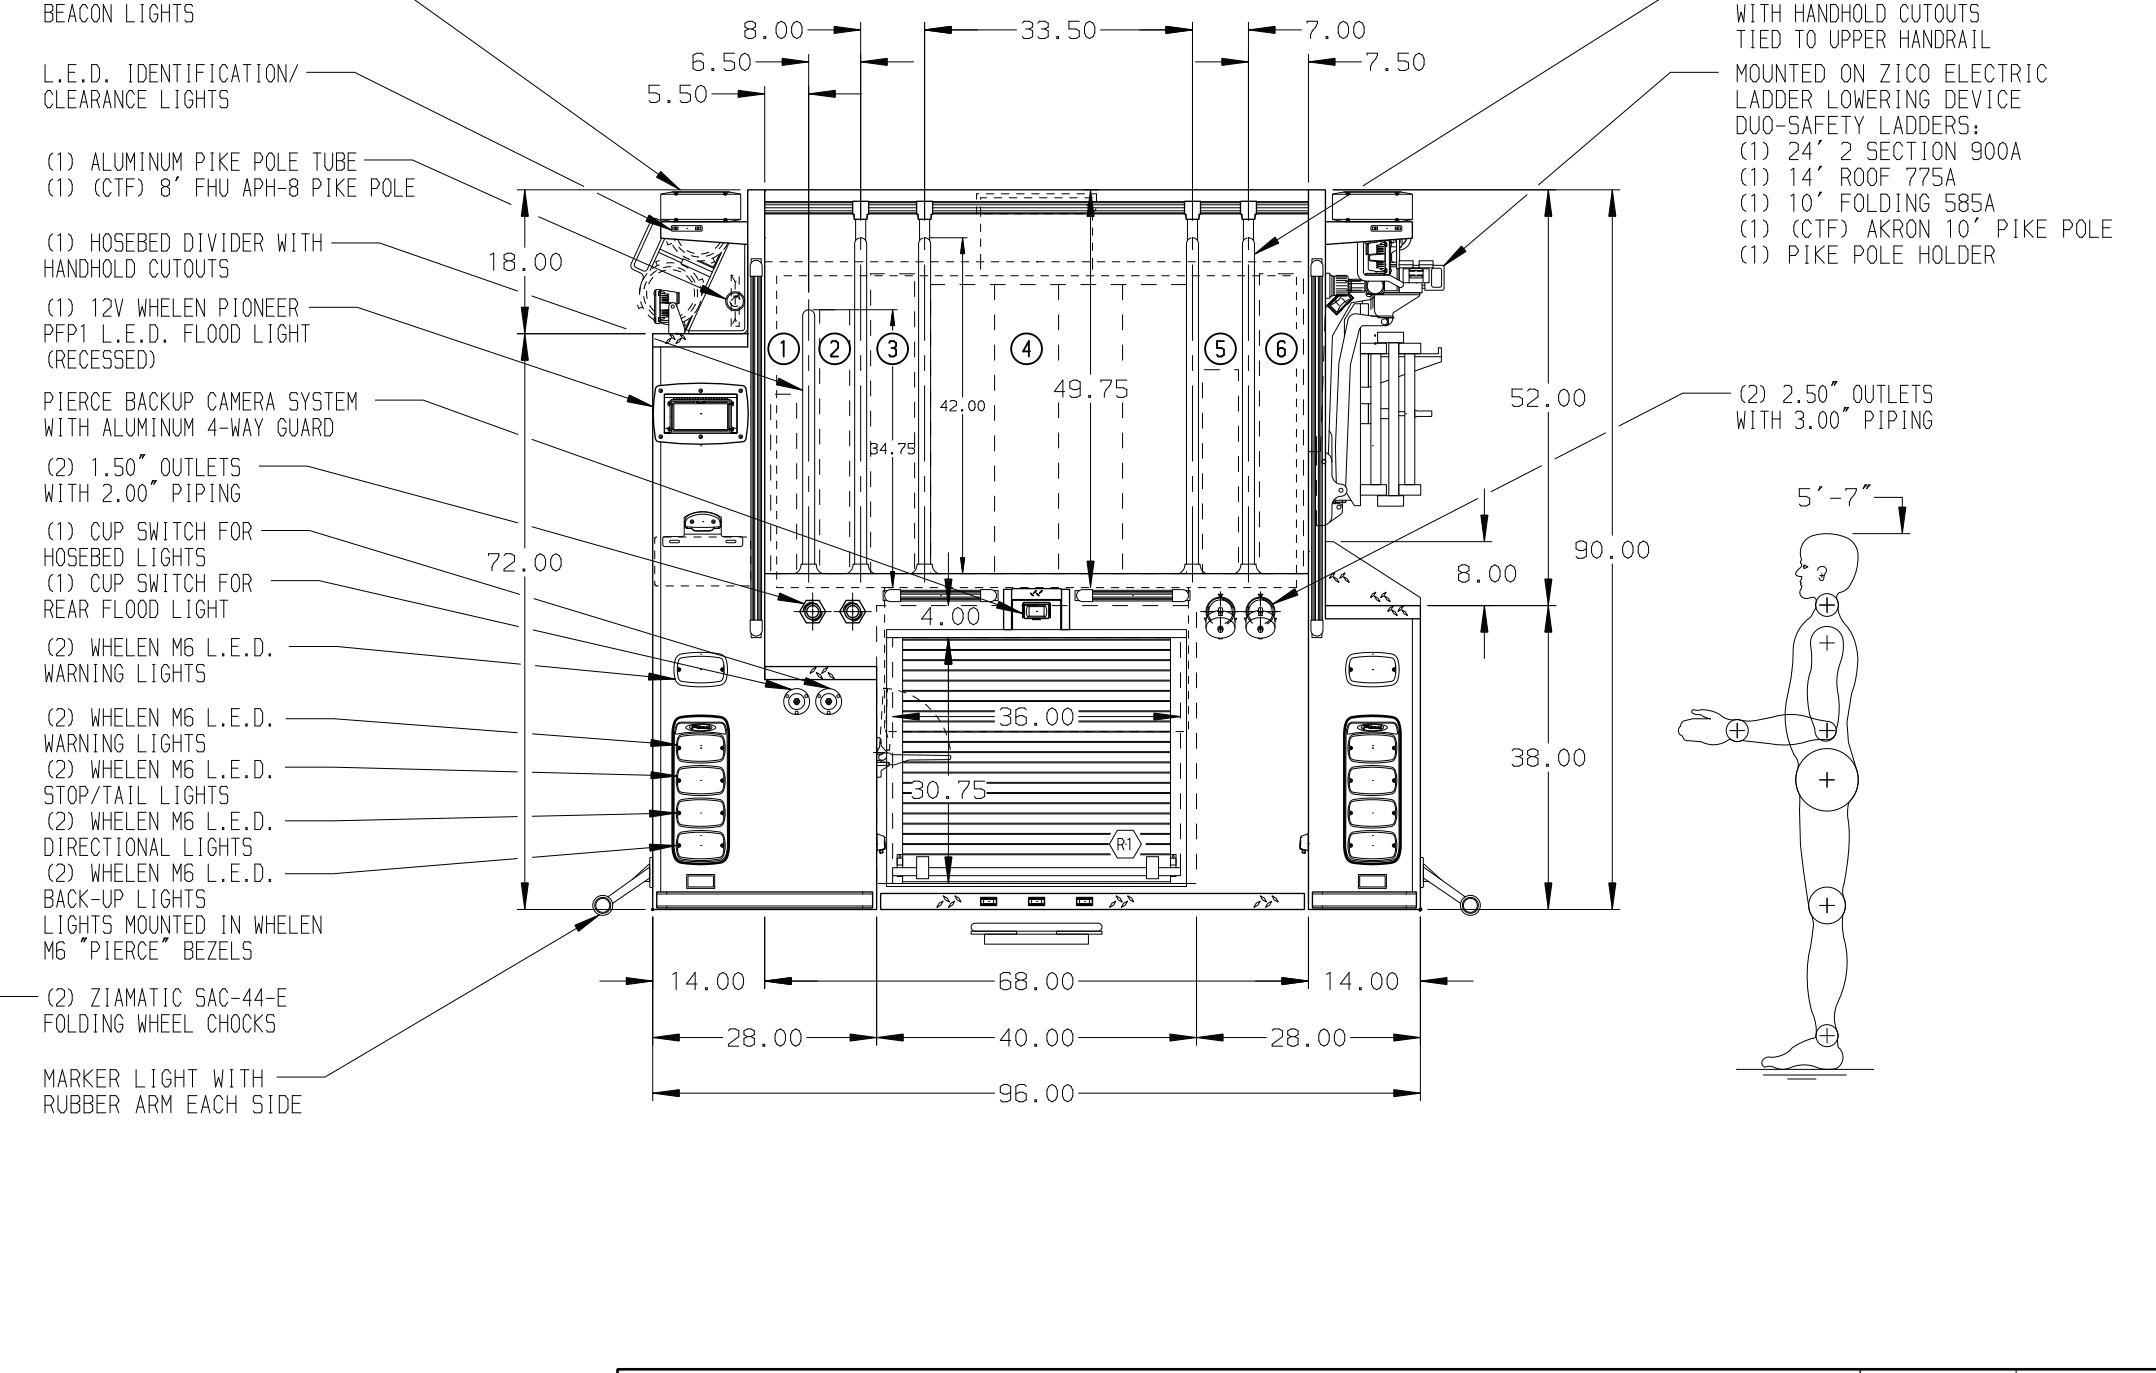 BEACON LIGHTS
L.E.D. IDENTIFICATION/
CLEARANCE LIGHTS
(1) ALUMINUM PIKE POLE TUBE
(1) (CTF) 8′ FHU APH-8 PIKE POLE
(1) HOSEBED DIVIDER WITH
HANDHOLD CUTOUTS
(1) 12V WHELEN PIONEER
PFP1 L.E.D. FLOOD LIGHT
(RECESSED)
PIERCE BACKUP CAMERA SYSTEM
WITH ALUMINUM 4-WAY GUARD
(2) 1.50″ OUTLETS
WITH 2.00″ PIPING
(1) CUP SWITCH FOR
HOSEBED LIGHTS
(1) CUP SWITCH FOR
REAR FLOOD LIGHT
(2) WHELEN M6 L.E.D.
WARNING LIGHTS
(2) WHELEN M6 L.E.D.
WARNING LIGHTS
(2) WHELEN M6 L.E.D.
STOP/TAIL LIGHTS
(2) WHELEN M6 L.E.D.
DIRECTIONAL LIGHTS
(2) WHELEN M6 L.E.D.
BACK-UP LIGHTS
LIGHTS MOUNTED IN WHELEN
M6 ″PIERCE″ BEZELS
(2) ZIAMATIC SAC-44-E
FOLDING WHEEL CHOCKS
MARKER LIGHT WITH
RUBBER ARM EACH SIDE
8.00
33.50
7.00
6.50
7.50
5.50
18.00
72.00
1
2
3
4
5
6
49.75
42.00
34.75
52.00
90.00
8.00
4.00
36.00
30.75
38.00
R1
14.00
68.00
14.00
28.00
40.00
28.00
96.00
WITH HANDHOLD CUTOUTS
TIED TO UPPER HANDRAIL
MOUNTED ON ZICO ELECTRIC
LADDER LOWERING DEVICE
DUO-SAFETY LADDERS:
(1) 24′ 2 SECTION 900A
(1) 14′ ROOF 775A
(1) 10′ FOLDING 585A
(1) (CTF) AKRON 10′ PIKE POLE
(1) PIKE POLE HOLDER
(2) 2.50″ OUTLETS
WITH 3.00″ PIPING
5′-7″